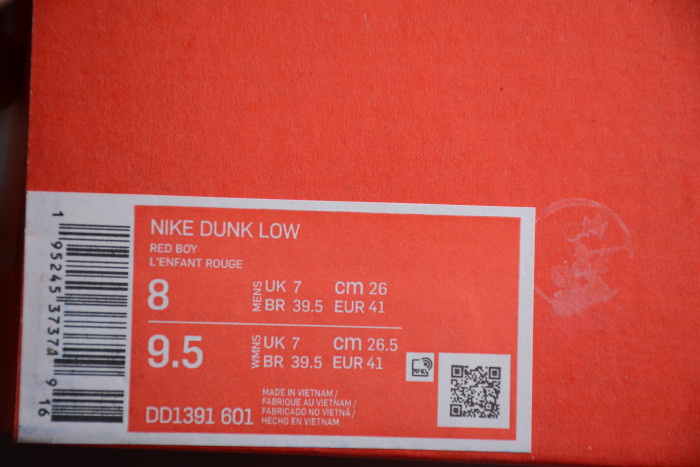 NIKE DUNK LOW
RED BOY
L'ENFANT ROUGE
8 MENS UK 7 cm 26
BR 39.5 EUR 41
9.5 WMNS UK 7 cm 26.5
BR 39.5 EUR 41
RFID
DD1391 601
MADE IN VIETNAM /
FABRIQUE AU VIETNAM /
FABRICADO NO VIETNÃ /
HECHO EN VIETNAM
1 95245 37374 916